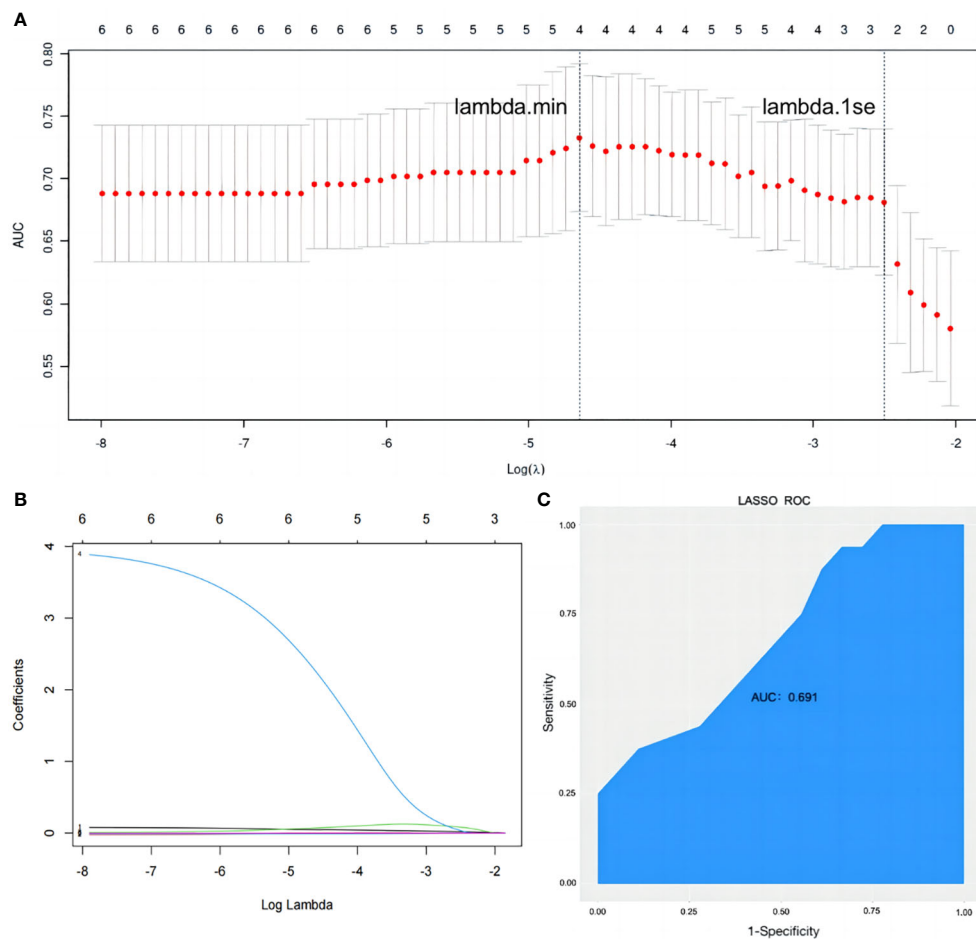 A
6 6 6 6 6 6 6 6 6 6 6 6 5 5 5 5 5 5 4 4 4 4 4 5 5 5 4 4 3 3 2 2 0
0.80
0.75
0.70
0.65
0.60
0.55
AUC
lambda.min
lambda.1se
-8 -7 -6 -5 -4 -3 -2
Log(λ)
B
6 6 6 6 5 5 3
4
3
2
1
0
Coefficients
4
-8 -7 -6 -5 -4 -3 -2
Log Lambda
C
LASSO ROC
1.00
0.75
0.50
0.25
0.00
Sensitivity
AUC: 0.691
0.00 0.25 0.50 0.75 1.00
1-Specificity